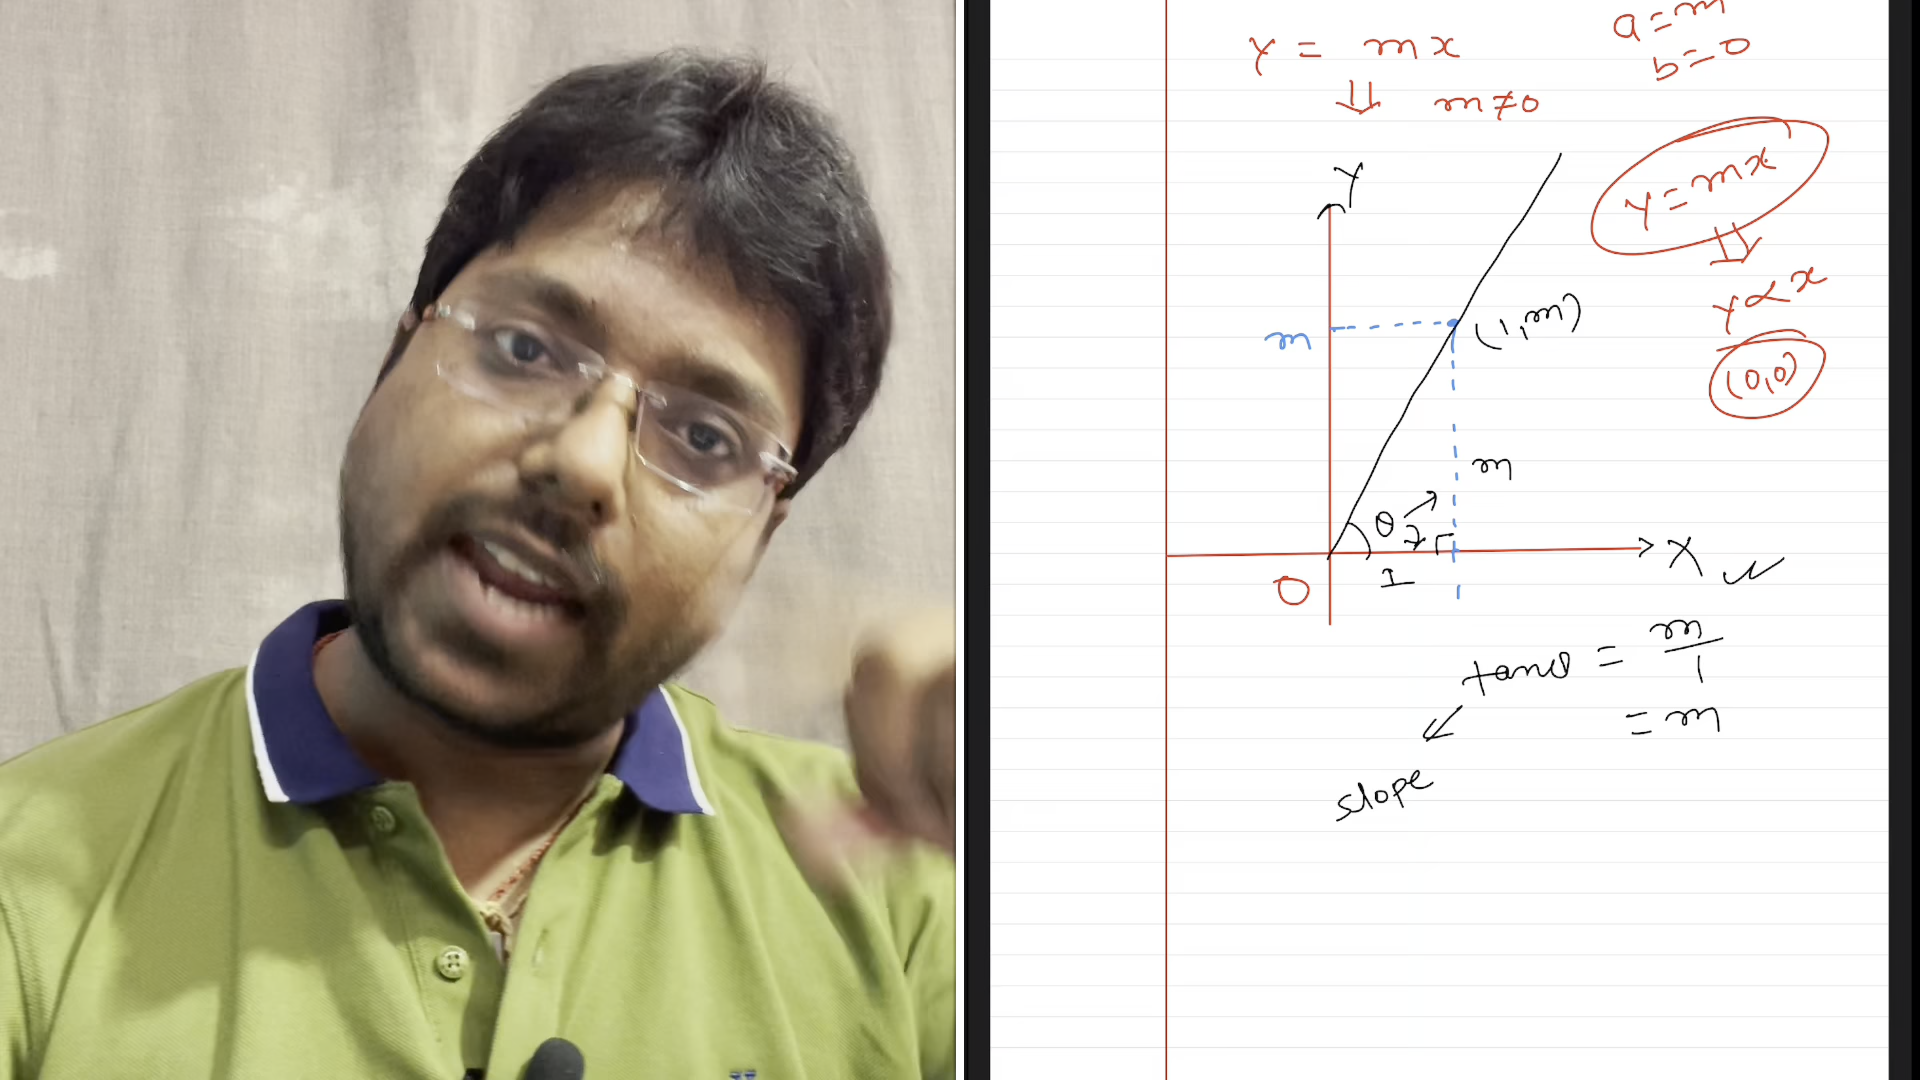 a = m
b = 0
y = mx
⇓ m ≠ 0
Y
y = mx
⇓
y ∝ x
(0,0)
m
(1,m)
m
θ
X
O
1
tanθ = m/1
= m
slope